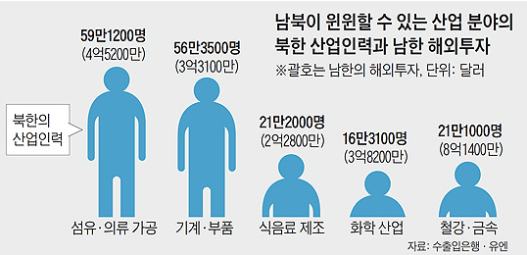 남북이 윈윈할 수 있는 산업 분야의
북한 산업인력과 남한 해외투자
※괄호는 남한의 해외투자, 단위: 달러
59만1200명
(4억5200만)
56만3500명
(3억3100만)
21만2000명
(2억2800만)
16만3100명
(3억8200만)
21만1000명
(8억1400만)
북한의
산업인력
섬유·의류 가공
기계·부품
식음료 제조
화학 산업
철강·금속
자료: 수출입은행·유엔